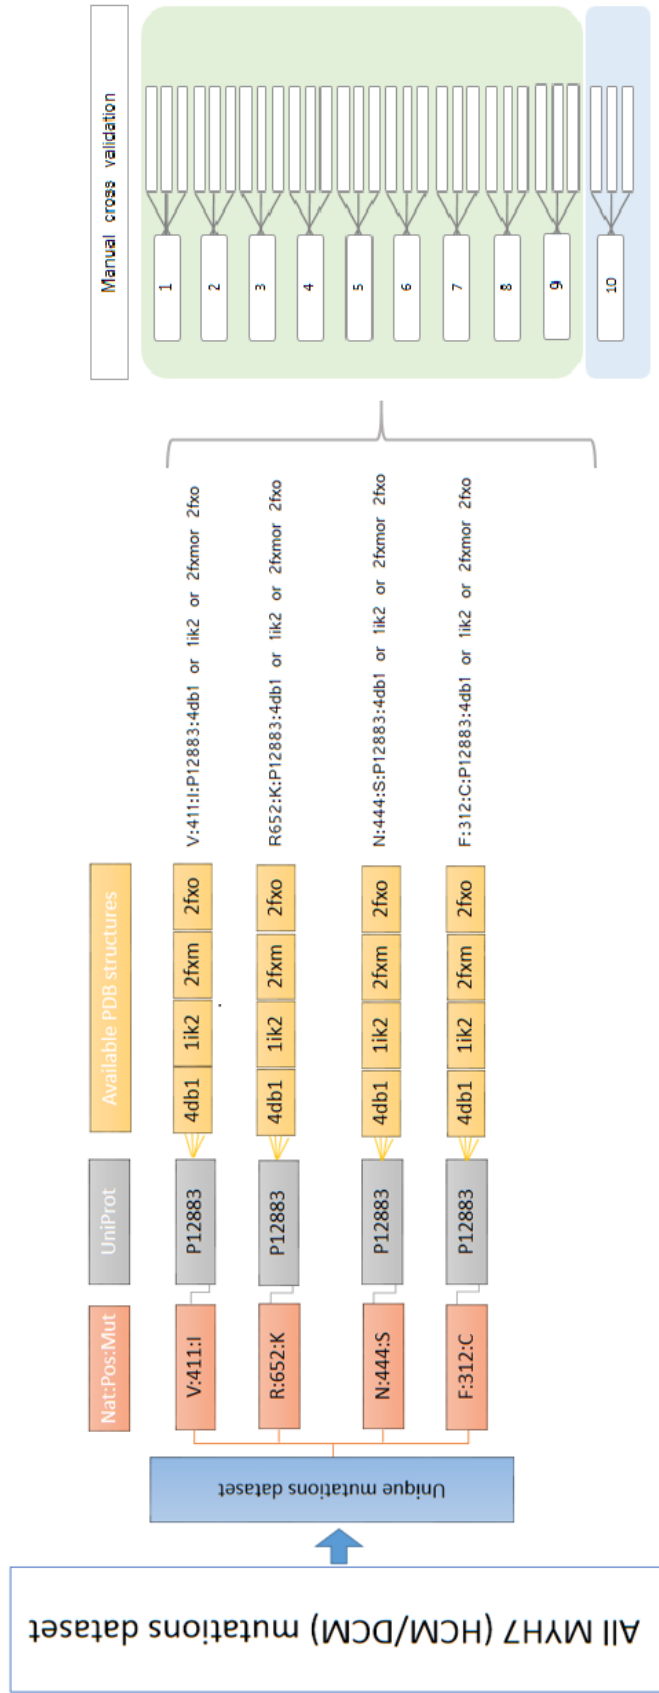 All MYH7 (HCM/DCM) mutations dataset
Unique mutations dataset
Nat:Pos:Mut
UniProt
Available PDB structures
Manual cross validation
V:411:I
P12883
4db1
1ik2
2fxm
2fxo
V:411:I:P12883:4db1 or 1ik2 or 2fxmor 2fxo
R:652:K
P12883
4db1
1ik2
2fxm
2fxo
R652:K:P12883:4db1 or 1ik2 or 2fxmor 2fxo
N:444:S
P12883
4db1
1ik2
2fxm
2fxo
N:444:S:P12883:4db1 or 1ik2 or 2fxmor 2fxo
F:312:C
P12883
4db1
1ik2
2fxm
2fxo
F:312:C:P12883:4db1 or 1ik2 or 2fxmor 2fxo
1
2
3
4
5
6
7
8
9
10